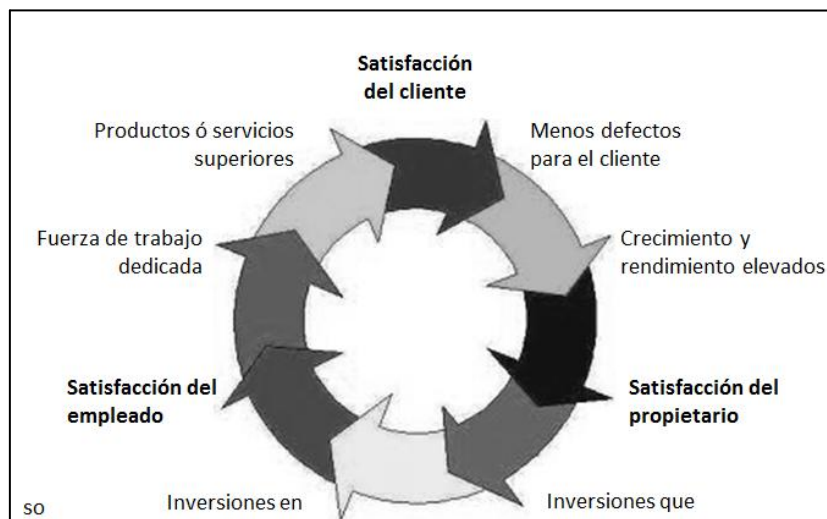 Satisfacción
del cliente
Productos ó servicios
superiores
Menos defectos
para el cliente
Fuerza de trabajo
dedicada
Crecimiento y
rendimiento elevados
Satisfacción del
empleado
Satisfacción del
propietario
so
Inversiones en
Inversiones que